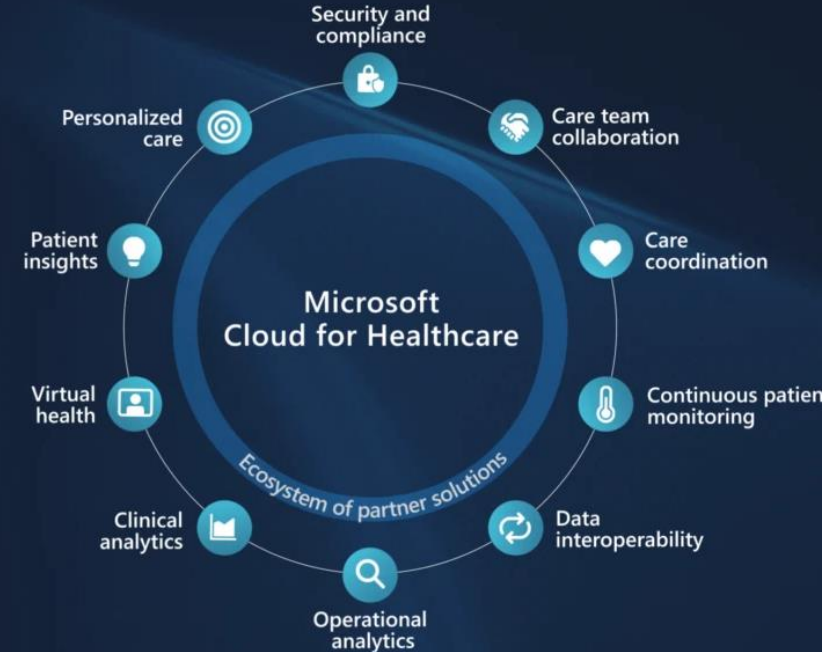 Security and
compliance
Care team
collaboration
Care
coordination
Continuous patien
monitoring
Data
interoperability
Operational
analytics
Clinical
analytics
Virtual
health
Patient
insights
Personalized
care
Microsoft
Cloud for Healthcare
Ecosystem of partner solutions